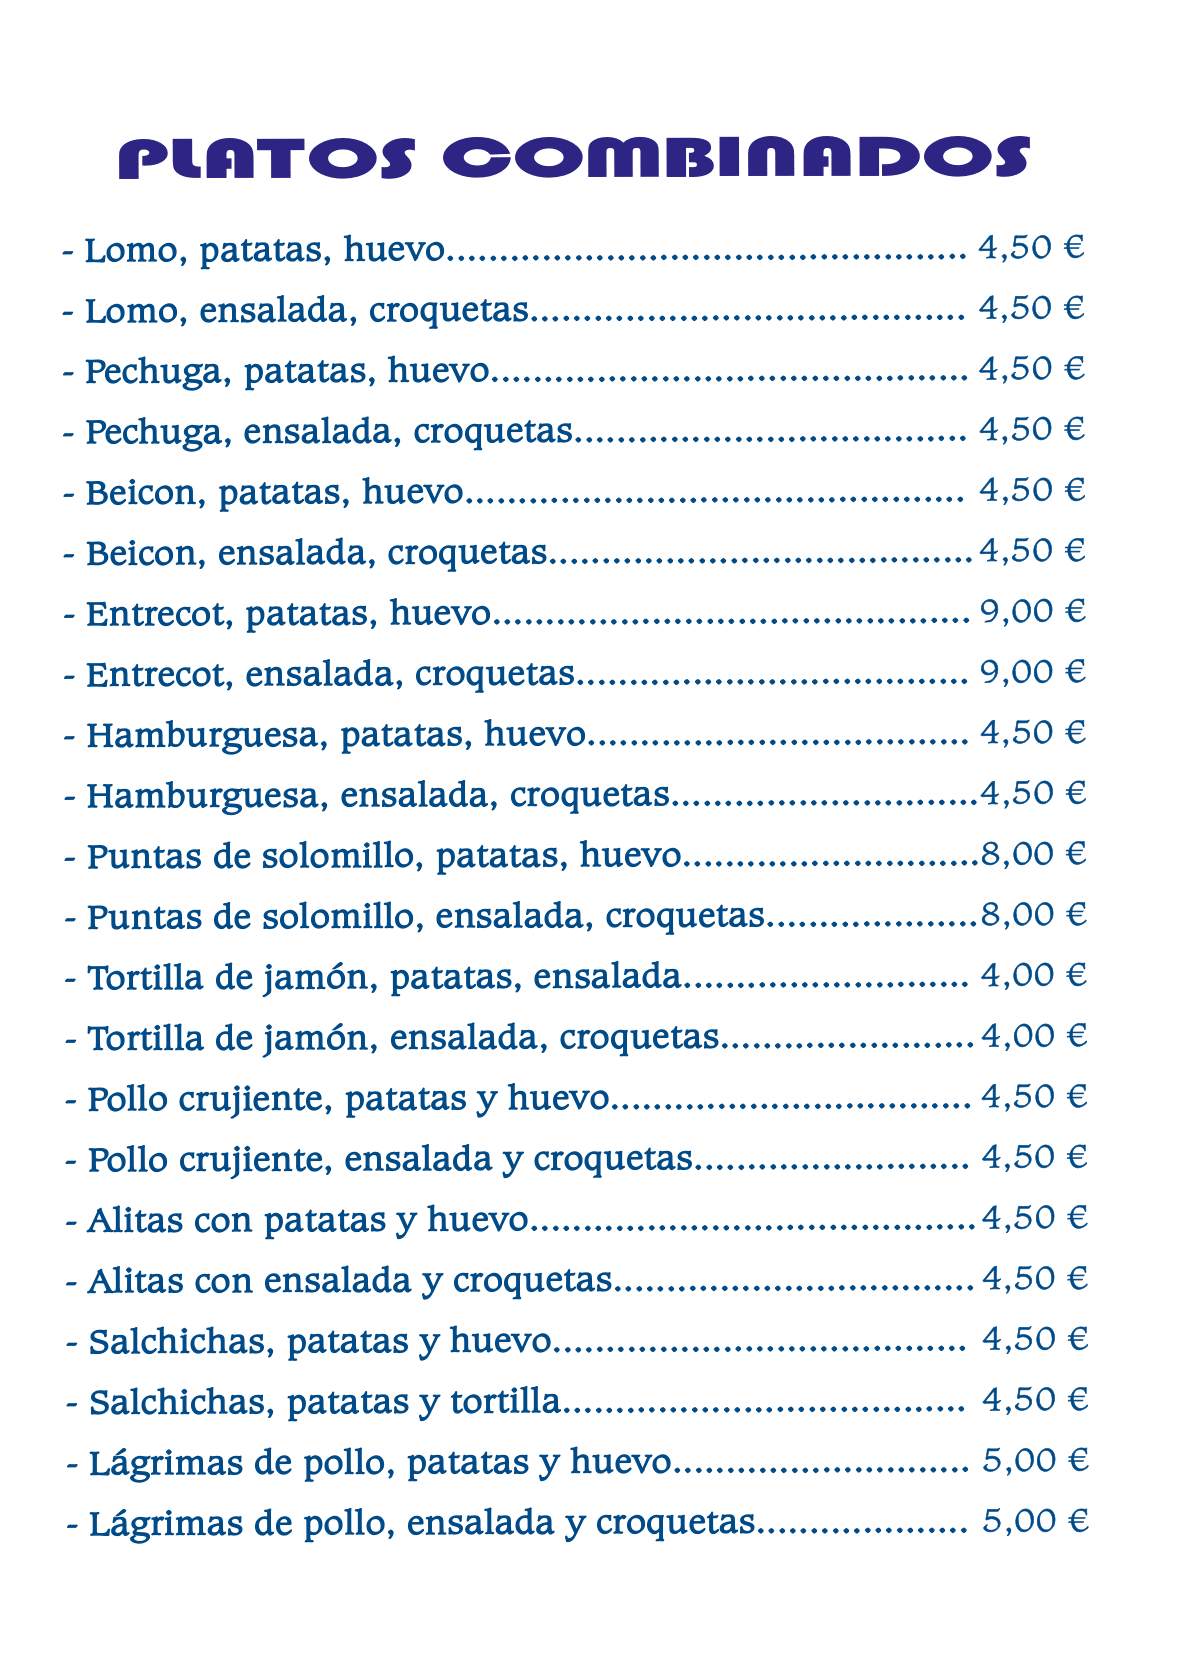 PLATOS COMBINADOS
- Lomo, patatas, huevo................................................ 4,50 €
- Lomo, ensalada, croquetas........................................ 4,50 €
- Pechuga, patatas, huevo............................................ 4,50 €
- Pechuga, ensalada, croquetas.................................... 4,50 €
- Beicon, patatas, huevo.............................................. 4,50 €
- Beicon, ensalada, croquetas.......................................4,50 €
- Entrecot, patatas, huevo............................................ 9,00 €
- Entrecot, ensalada, croquetas.................................... 9,00 €
- Hamburguesa, patatas, huevo................................... 4,50 €
- Hamburguesa, ensalada, croquetas............................4,50 €
- Puntas de solomillo, patatas, huevo...........................8,00 €
- Puntas de solomillo, ensalada, croquetas...................8,00 €
- Tortilla de jamón, patatas, ensalada.......................... 4,00 €
- Tortilla de jamón, ensalada, croquetas.......................4,00 €
- Pollo crujiente, patatas y huevo................................. 4,50 €
- Pollo crujiente, ensalada y croquetas......................... 4,50 €
- Alitas con patatas y huevo.........................................4,50 €
- Alitas con ensalada y croquetas.................................4,50 €
- Salchichas, patatas y huevo...................................... 4,50 €
- Salchichas, patatas y tortilla..................................... 4,50 €
- Lágrimas de pollo, patatas y huevo........................... 5,00 €
- Lágrimas de pollo, ensalada y croquetas................... 5,00 €